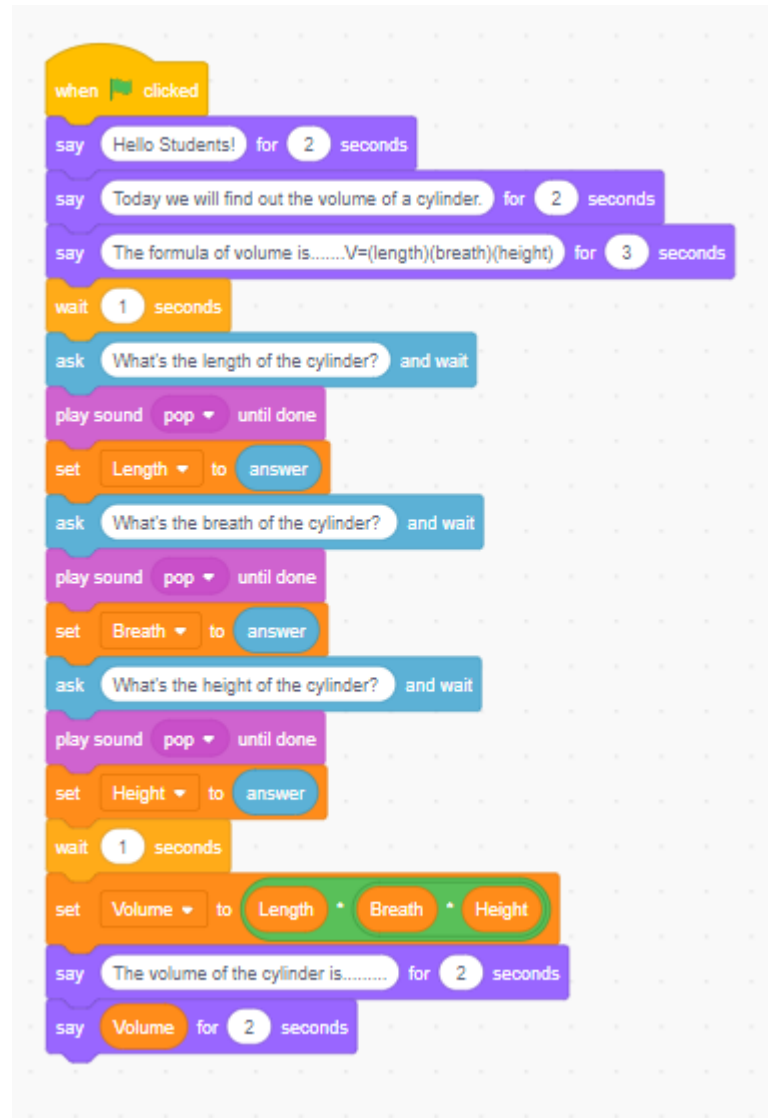 when clicked
say Hello Students! for 2 seconds
say Today we will find out the volume of a cylinder. for 2 seconds
say The formula of volume is.......V=(length)(breath)(height) for 3 seconds
wait 1 seconds
ask What's the length of the cylinder? and wait
play sound pop until done
set Length to answer
ask What's the breath of the cylinder? and wait
play sound pop until done
set Breath to answer
ask What's the height of the cylinder? and wait
play sound pop until done
set Height to answer
wait 1 seconds
set Volume to Length * Breath * Height
say The volume of the cylinder is......... for 2 seconds
say Volume for 2 seconds